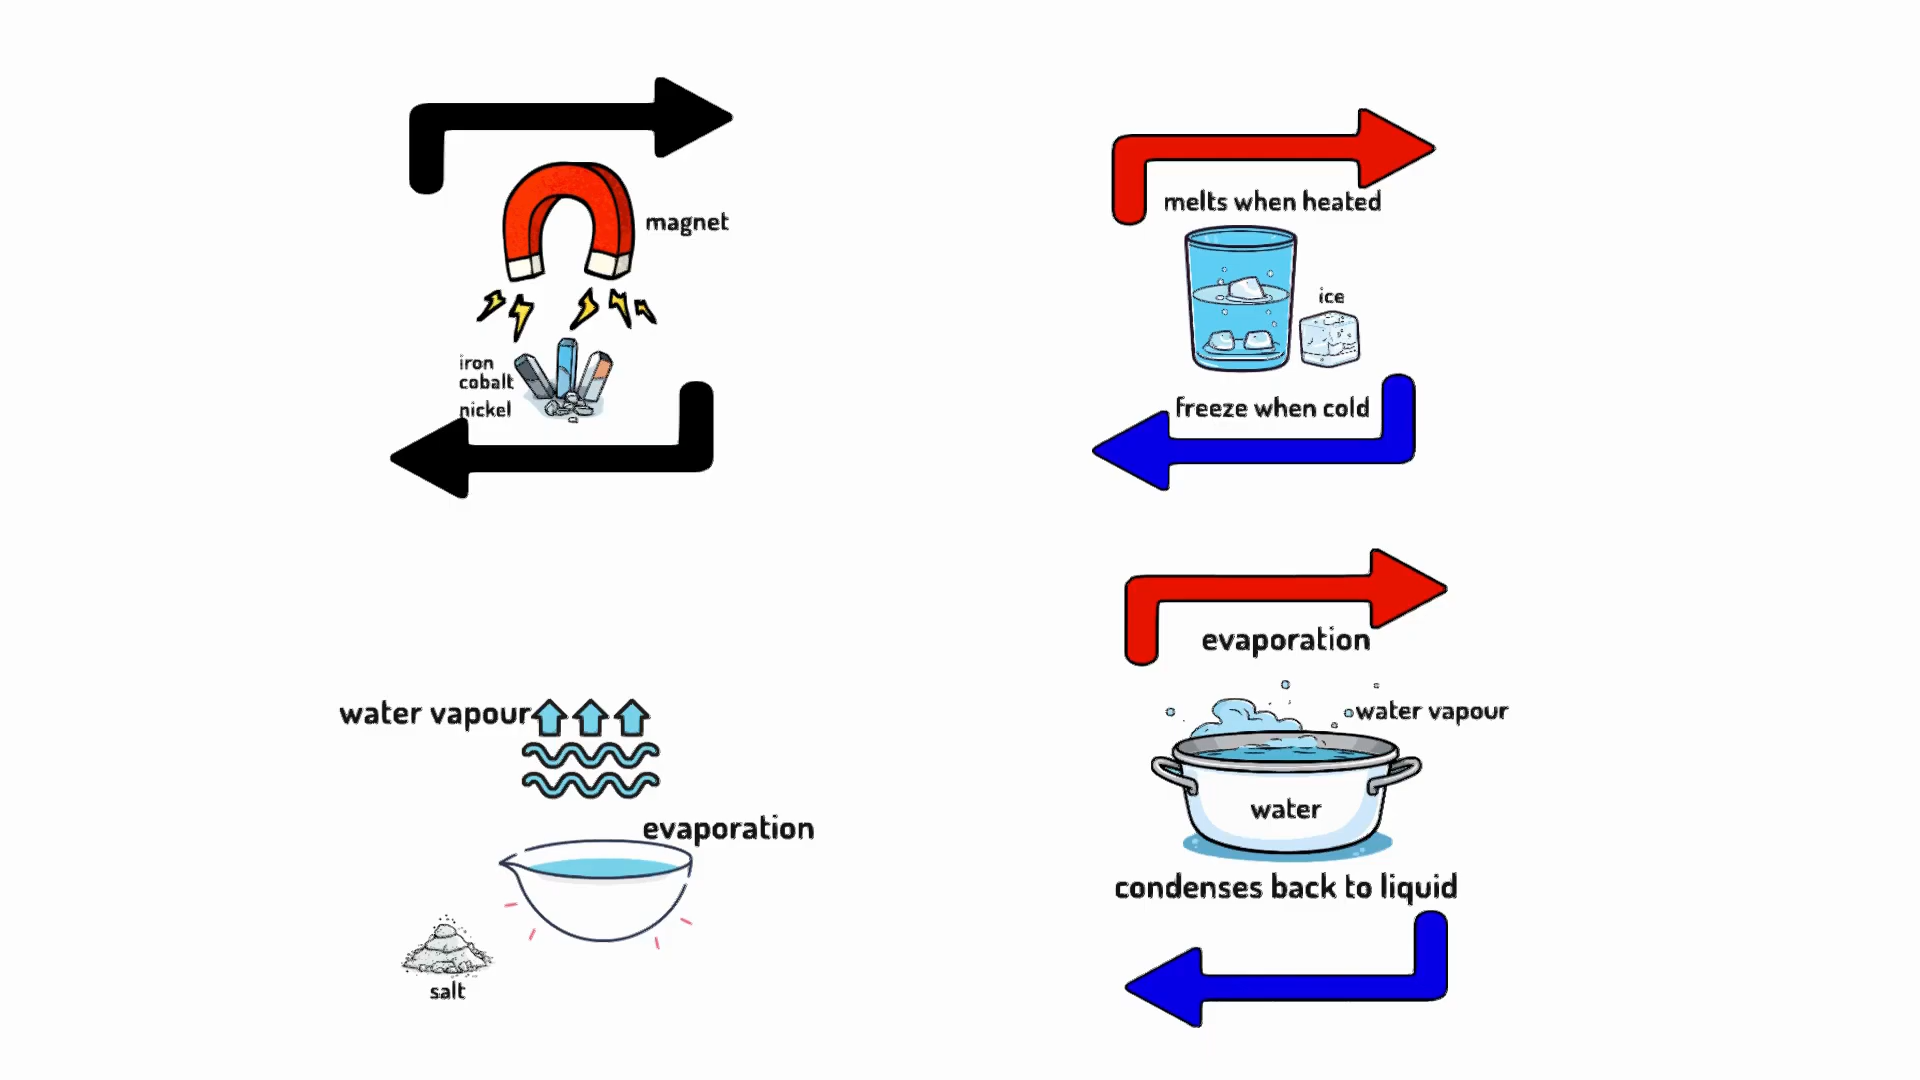 magnet
iron
cobalt
nickel
melts when heated
ice
freeze when cold
water vapour
evaporation
salt
evaporation
water vapour
water
condenses back to liquid